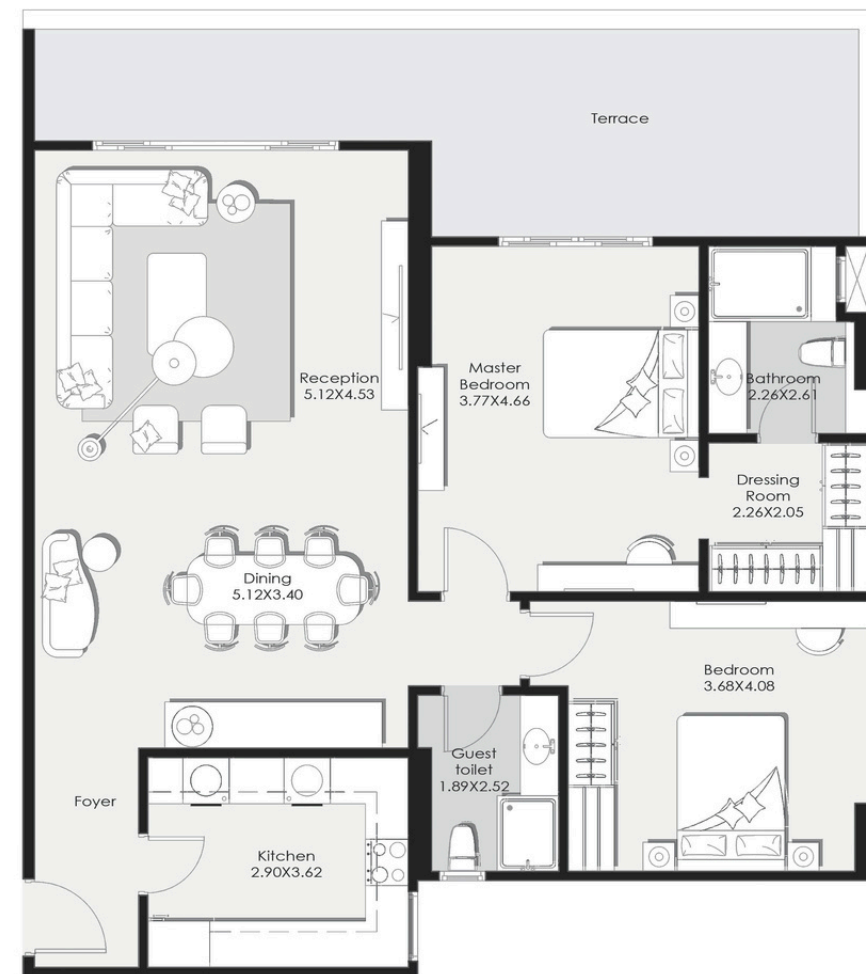 Terrace
Reception
5.12X4.53
Master
Bedroom
3.77X4.66
Bathroom
2.26X2.61
Dressing
Room
2.26X2.05
Dining
5.12X3.40
Bedroom
3.68X4.08
Guest
toilet
1.89X2.52
Foyer
Kitchen
2.90X3.62